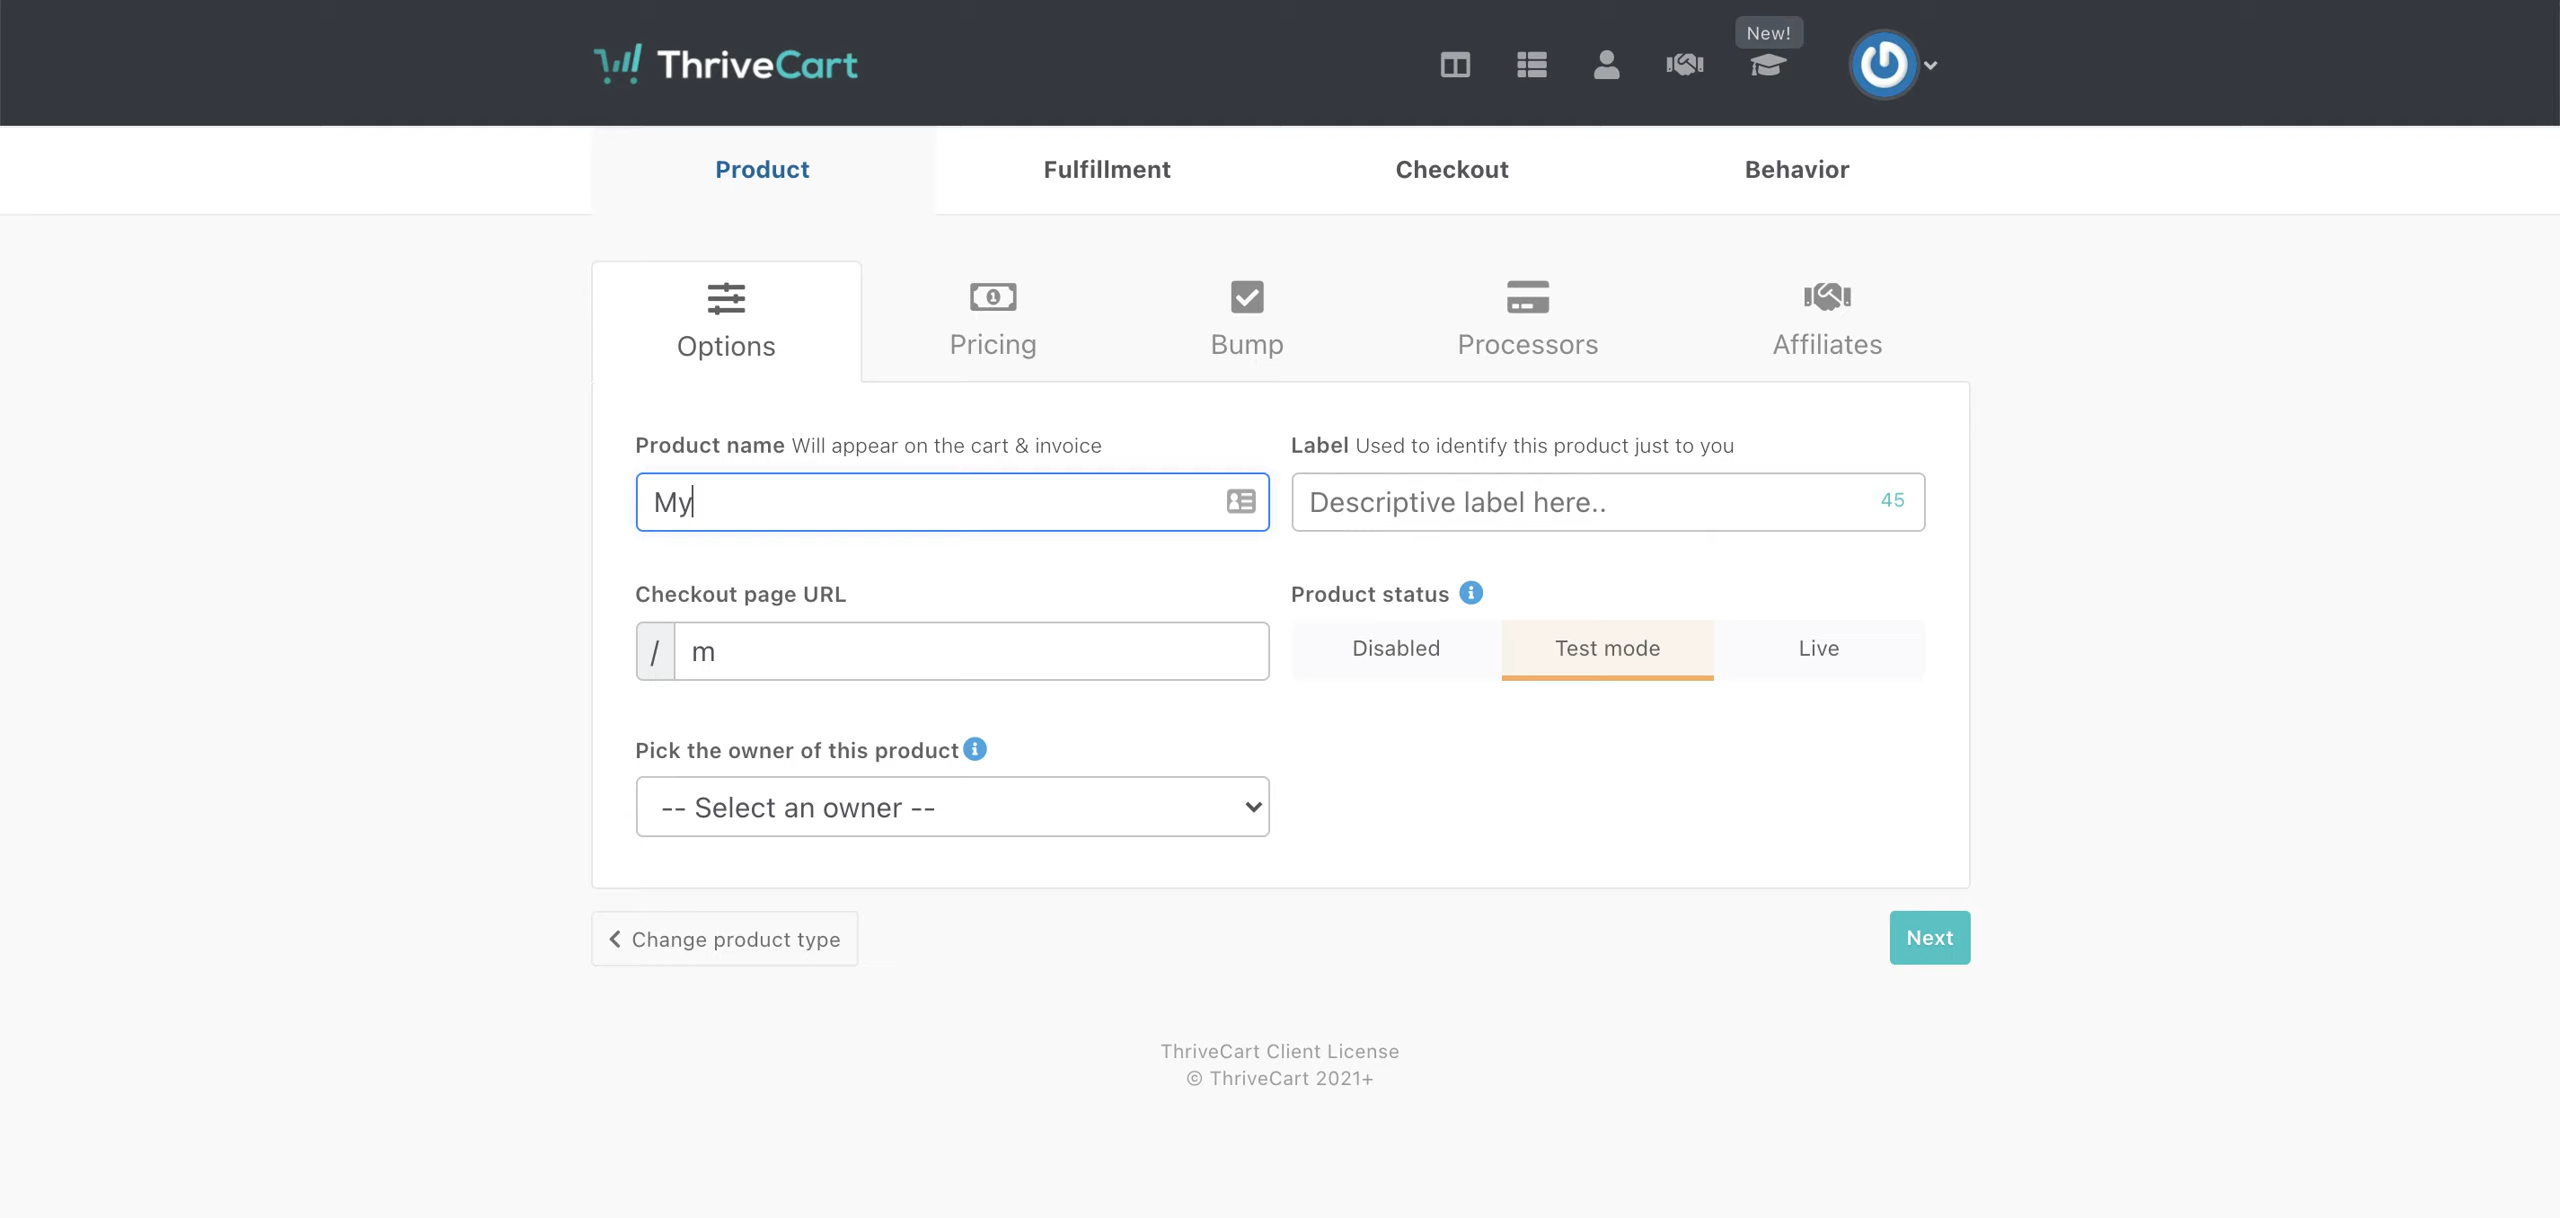 New!
ThriveCart
Product Fulfillment Checkout Behavior
Options Pricing Bump Processors Affiliates
Product name Will appear on the cart & invoice
My
Label Used to identify this product just to you
Descriptive label here.. 45
Checkout page URL
/ m
Product status
Disabled Test mode Live
Pick the owner of this product
-- Select an owner --
Change product type
Next
ThriveCart Client License
© ThriveCart 2021+